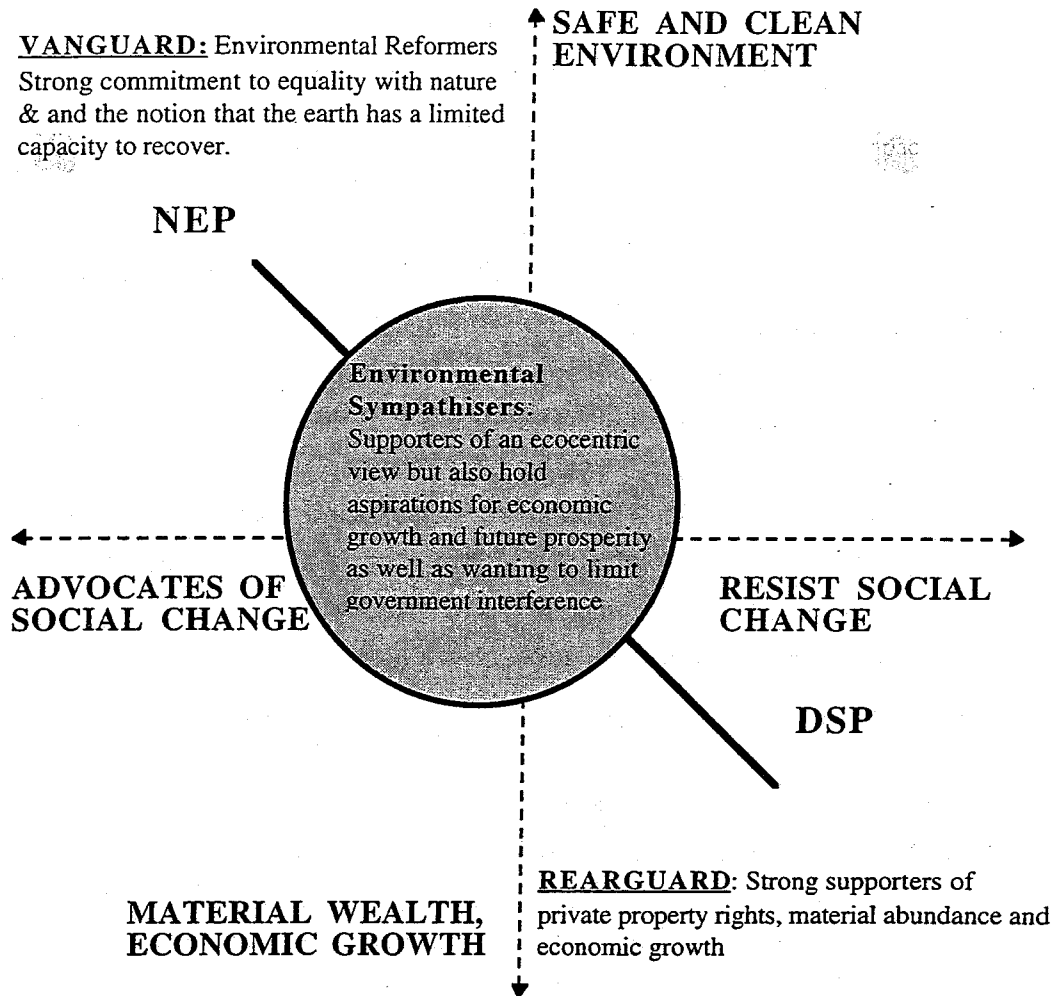 SAFE AND CLEAN
ENVIRONMENT
VANGUARD: Environmental Reformers
Strong commitment to equality with nature
& and the notion that the earth has a limited
capacity to recover.
NEP
Environmental
Sympathisers:
Supporters of an ecocentric
view but also hold
aspirations for economic
growth and future prosperity
as well as wanting to limit
government interference
ADVOCATES OF
SOCIAL CHANGE
RESIST SOCIAL
CHANGE
DSP
MATERIAL WEALTH,
ECONOMIC GROWTH
REARGUARD: Strong supporters of
private property rights, material abundance and
economic growth